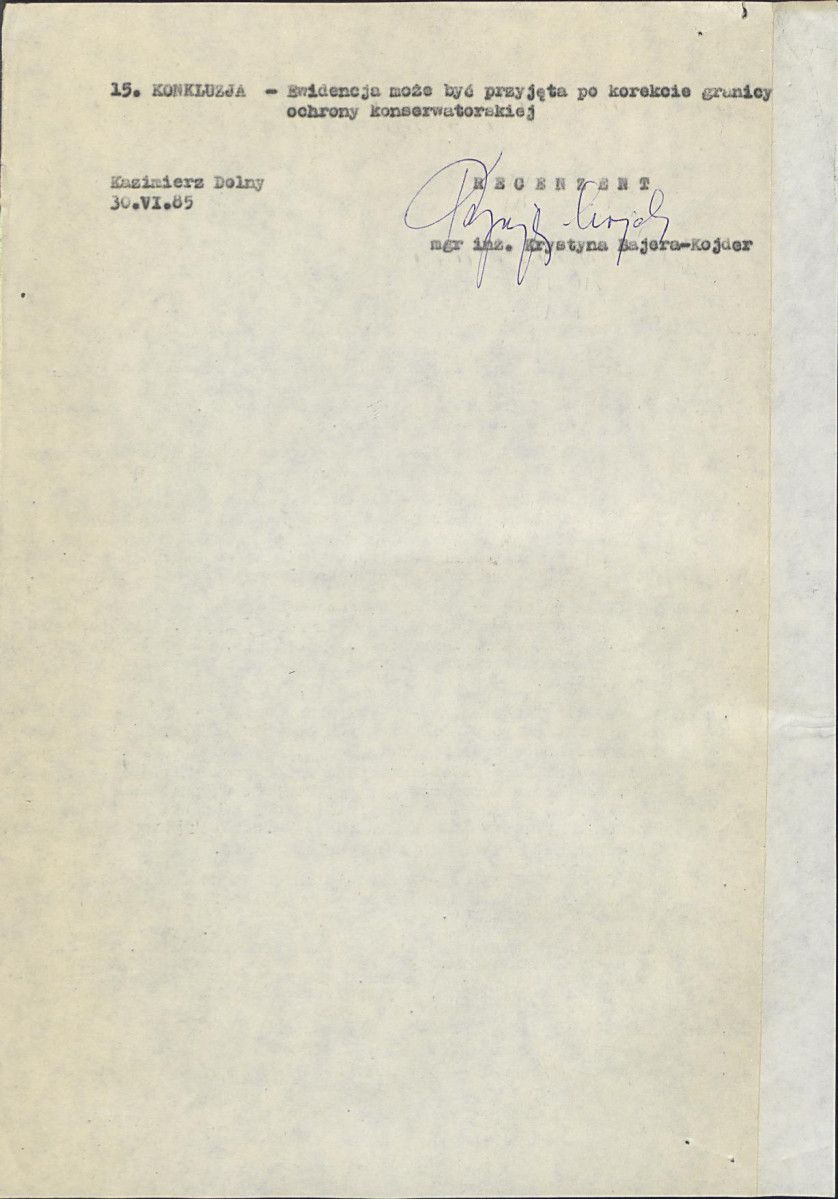 15. KONKLUZJA - Ewidencja może być przyjęta po korekcie granicy
ochrony konserwatorskiej
Kazimierz Dolny
30.VI.85
RECENZENT
mgr inż. Krystyna Bajera-Kojder